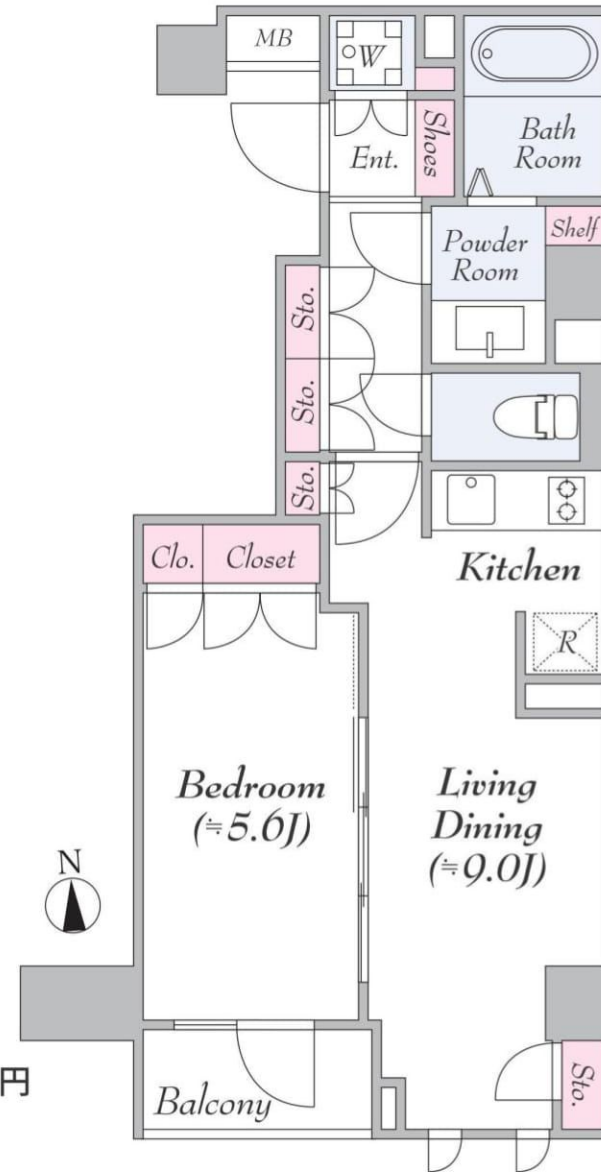 MB
W
Ent.
Shoes
Bath
Room
Powder
Room
Shelf
Sto.
Sto.
Sto.
Clo.
Closet
Kitchen
R
Bedroom
(≒5.6J)
Living
Dining
(≒9.0J)
N
円
Balcony
Sto.